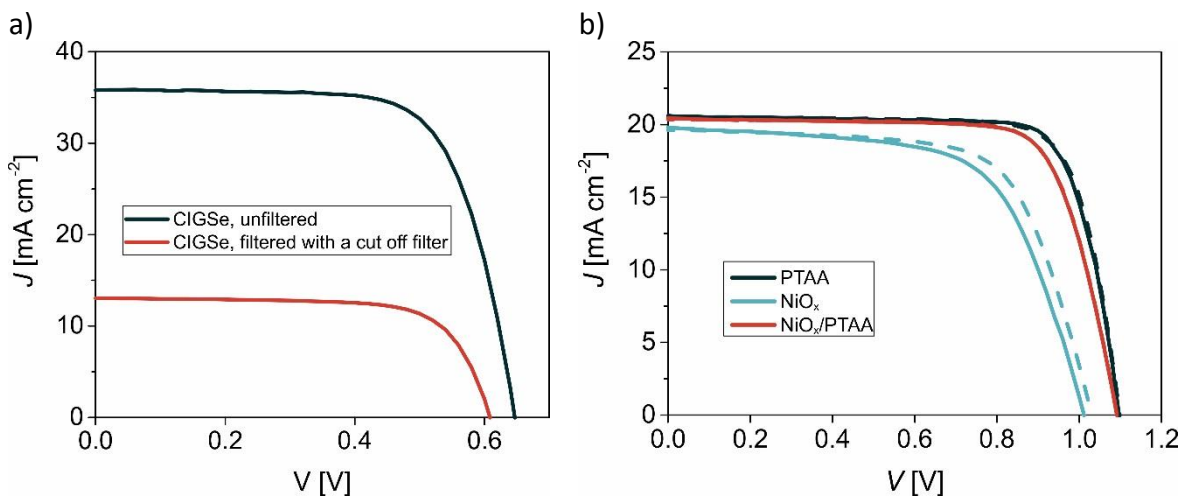 a)
40
30
20
10
0
J [mA cm⁻²]
CIGSe, unfiltered
CIGSe, filtered with a cut off filter
0.0 0.2 0.4 0.6
V [V]
b)
25
20
15
10
5
0
J [mA cm⁻²]
PTAA
NiOₓ
NiOₓ/PTAA
0.0 0.2 0.4 0.6 0.8 1.0 1.2
V [V]